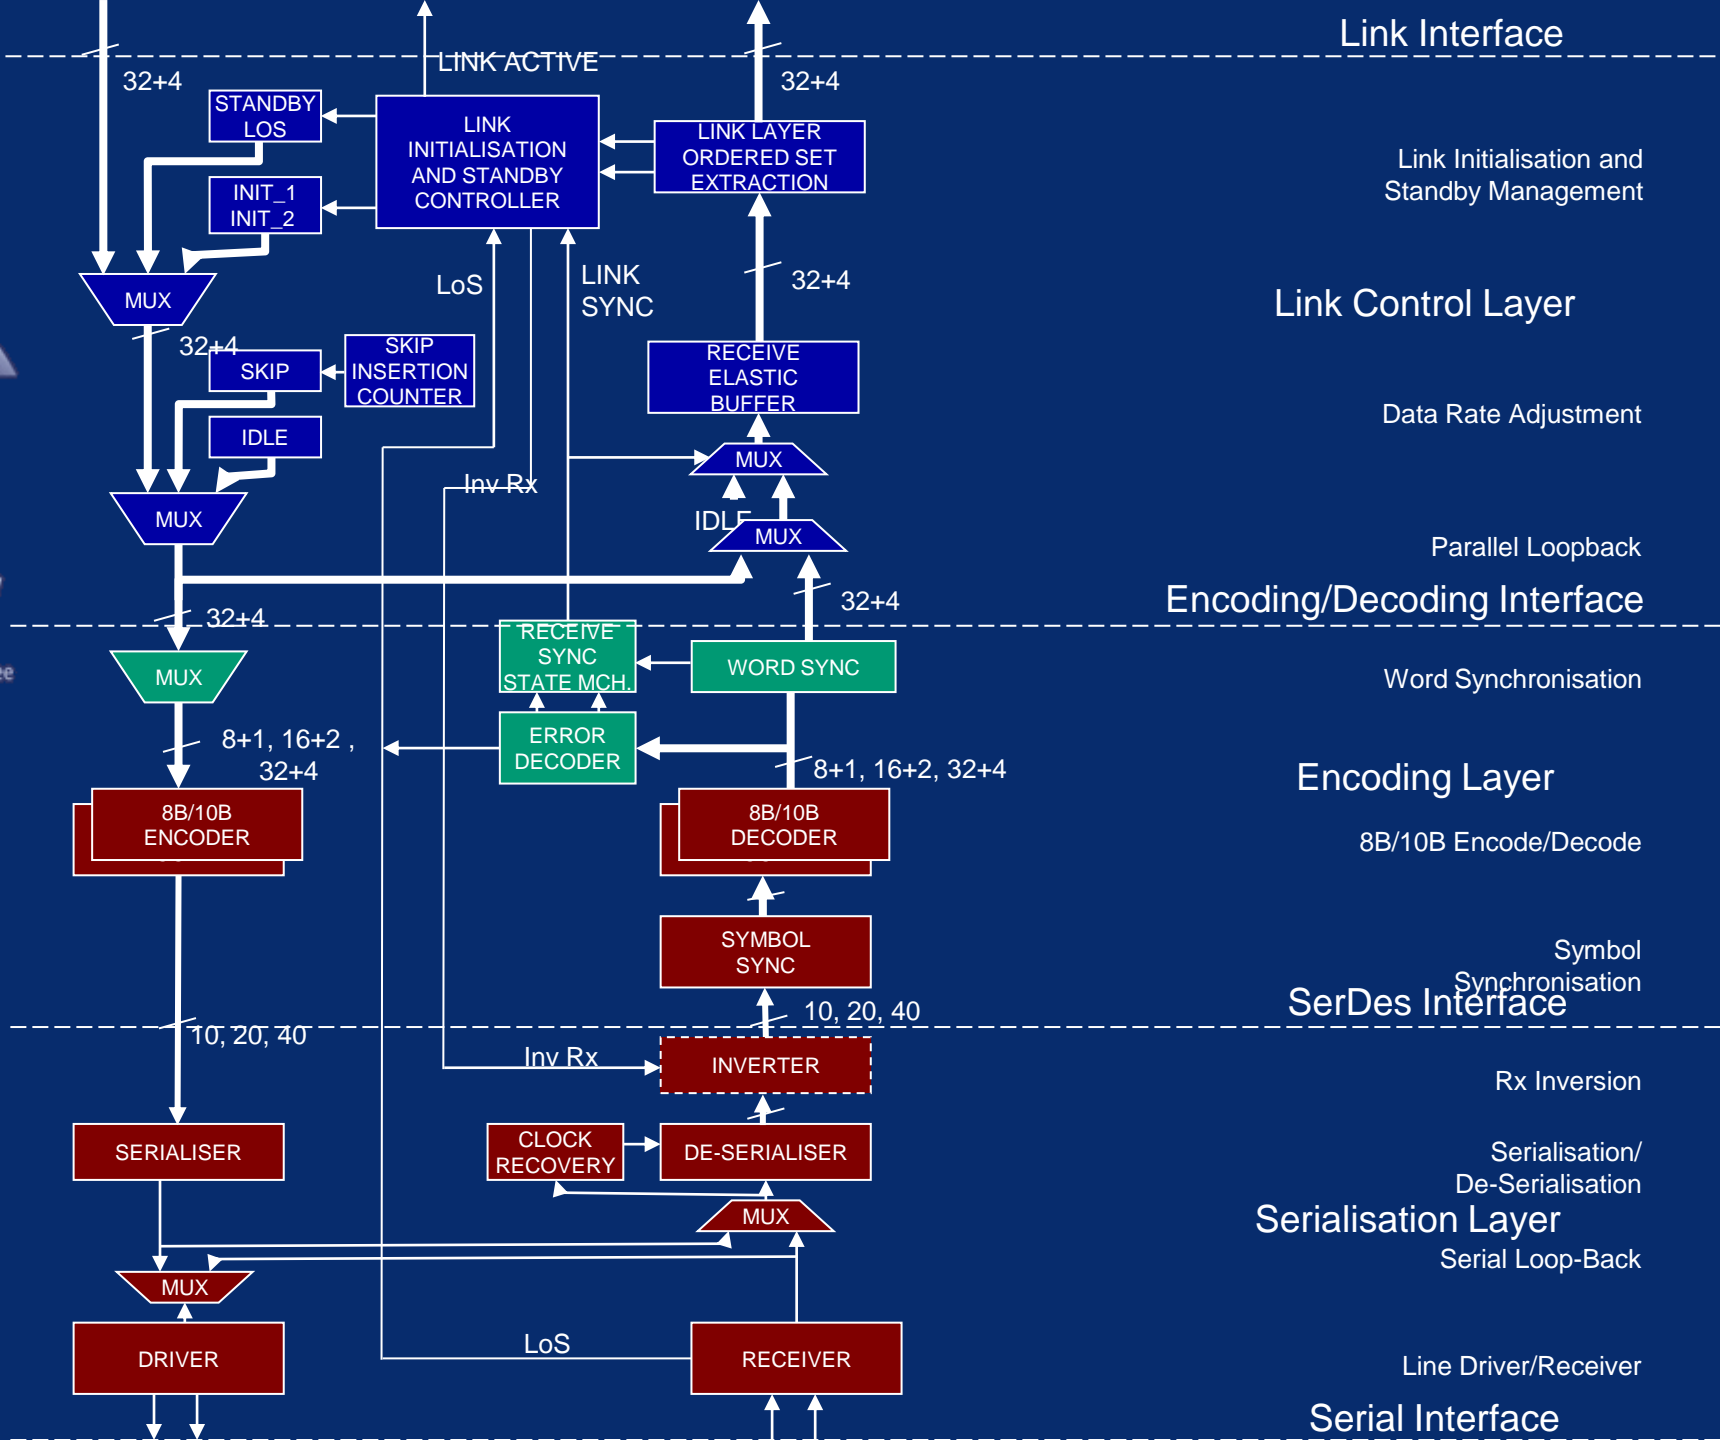 Link Interface
LINK ACTIVE
32+4
32+4
STANDBY
LOS
LINK
INITIALISATION
AND STANDBY
CONTROLLER
LINK LAYER
ORDERED SET
EXTRACTION
Link Initialisation and
Standby Management
INIT_1
INIT_2
LoS
LINK
SYNC
32+4
MUX
Link Control Layer
32+4
SKIP
SKIP
INSERTION
COUNTER
RECEIVE
ELASTIC
BUFFER
Data Rate Adjustment
IDLE
MUX
Inv Rx
IDLE
MUX
MUX
Parallel Loopback
32+4
32+4
Encoding/Decoding Interface
RECEIVE
SYNC
STATE MCH.
WORD SYNC
MUX
Word Synchronisation
ee
8+1, 16+2 ,
32+4
ERROR
DECODER
8+1, 16+2, 32+4
Encoding Layer
8B/10B
ENCODER
8B/10B
DECODER
8B/10B Encode/Decode
SYMBOL
SYNC
Symbol
Synchronisation
SerDes Interface
10, 20, 40
10, 20, 40
Inv Rx
INVERTER
Rx Inversion
SERIALISER
CLOCK
RECOVERY
DE-SERIALISER
Serialisation/
De-Serialisation
MUX
Serialisation Layer
Serial Loop-Back
MUX
DRIVER
LoS
RECEIVER
Line Driver/Receiver
Serial Interface